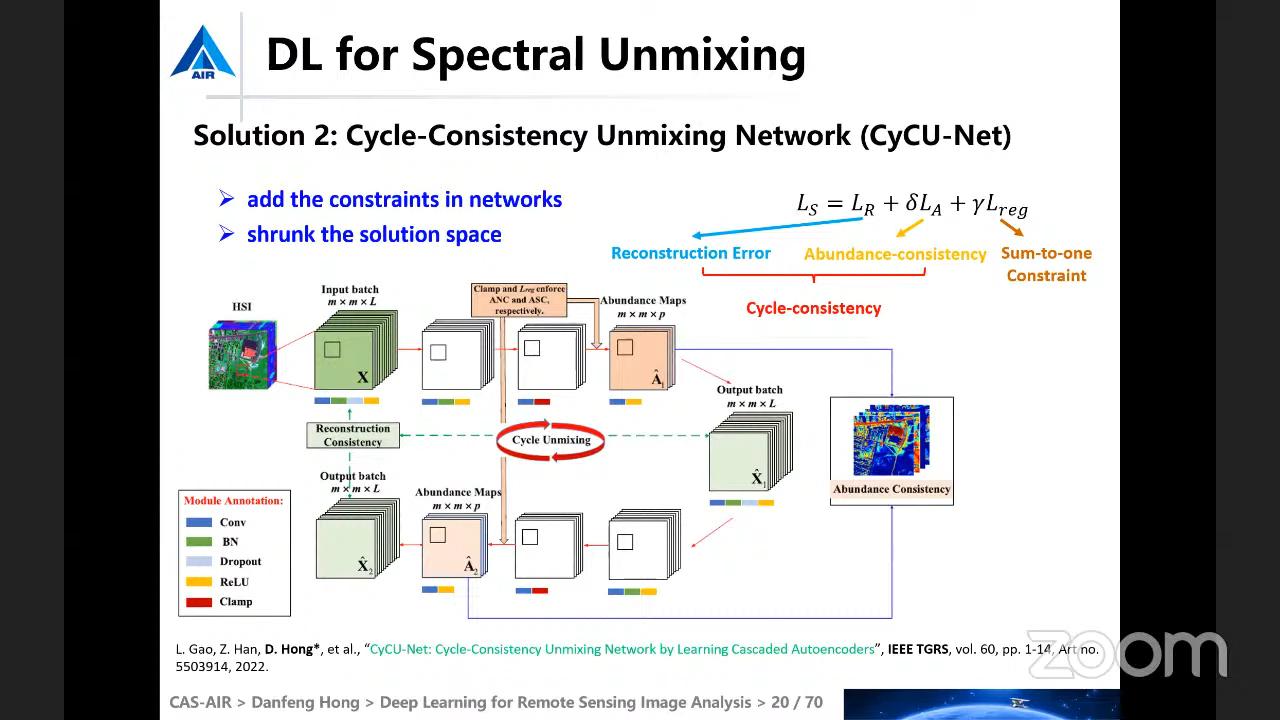 AIR
DL for Spectral Unmixing
Solution 2: Cycle-Consistency Unmixing Network (CyCU-Net)
add the constraints in networks
shrunk the solution space
L_S = L_R + δL_A + γL_reg
Reconstruction Error
Abundance-consistency
Sum-to-one
Constraint
Cycle-consistency
HSI
Input batch
m × m × L
Clamp and L_reg enforce
ANC and ASC,
respectively.
Abundance Maps
m × m × p
X
Â_1
Output batch
m × m × L
Reconstruction
Consistency
Cycle Unmixing
X̂_1
Abundance Consistency
Output batch
m × m × L
Abundance Maps
m × m × p
X̂_2
Â_2
Module Annotation:
Conv
BN
Dropout
ReLU
Clamp
L. Gao, Z. Han, D. Hong*, et al., “CyCU-Net: Cycle-Consistency Unmixing Network by Learning Cascaded Autoencoders”, IEEE TGRS, vol. 60, pp. 1-14, Art no.
5503914, 2022.
zoom
CAS-AIR > Danfeng Hong > Deep Learning for Remote Sensing Image Analysis > 20 / 70